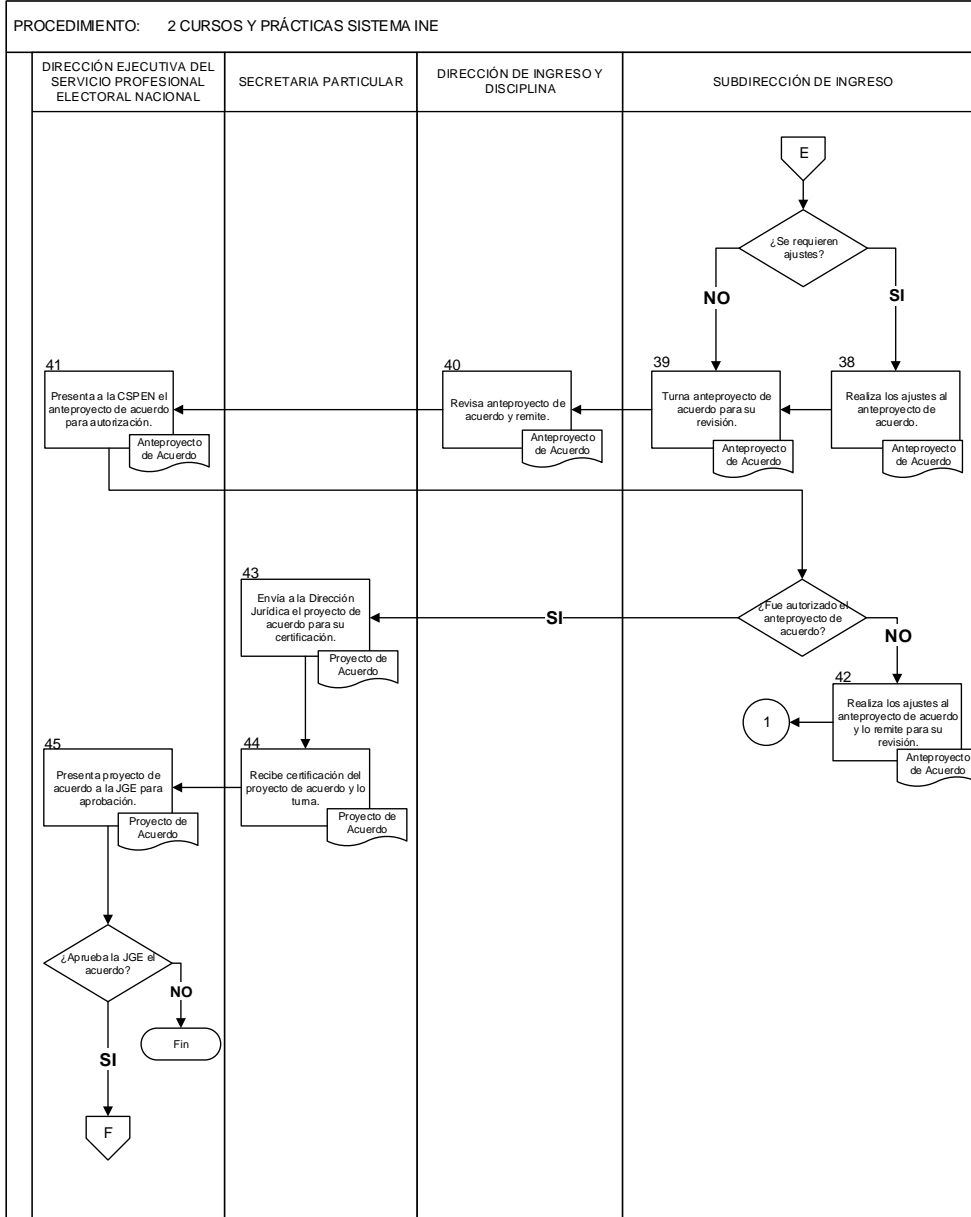 PROCEDIMIENTO: 2 CURSOS Y PRÁCTICAS SISTEMA INE
DIRECCIÓN EJECUTIVA DEL
SERVICIO PROFESIONAL
ELECTORAL NACIONAL
SECRETARIA PARTICULAR
DIRECCIÓN DE INGRESO Y
DISCIPLINA
SUBDIRECCIÓN DE INGRESO
E
¿Se requieren
ajustes?
NO
SI
41
Presenta a la CSPEN el
anteproyecto de acuerdo
para autorización.
Anteproyecto
de Acuerdo
40
Revisa anteproyecto de
acuerdo y remite.
Anteproyecto
de Acuerdo
39
Turna anteproyecto de
acuerdo para su
revisión.
Anteproyecto
de Acuerdo
38
Realiza los ajustes al
anteproyecto de
acuerdo.
Anteproyecto
de Acuerdo
43
Envía a la Dirección
Jurídica el proyecto de
acuerdo para su
certificación.
Proyecto de
Acuerdo
SI
¿Fue autorizado el
anteproyecto de
acuerdo?
NO
42
Realiza los ajustes al
anteproyecto de acuerdo
y lo remite para su
revisión.
Anteproyecto
de Acuerdo
1
45
Presenta proyecto de
acuerdo a la JGE para
aprobación.
Proyecto de
Acuerdo
44
Recibe certificación del
proyecto de acuerdo y lo
turna.
Proyecto de
Acuerdo
¿Aprueba la JGE el
acuerdo?
NO
Fin
SI
F